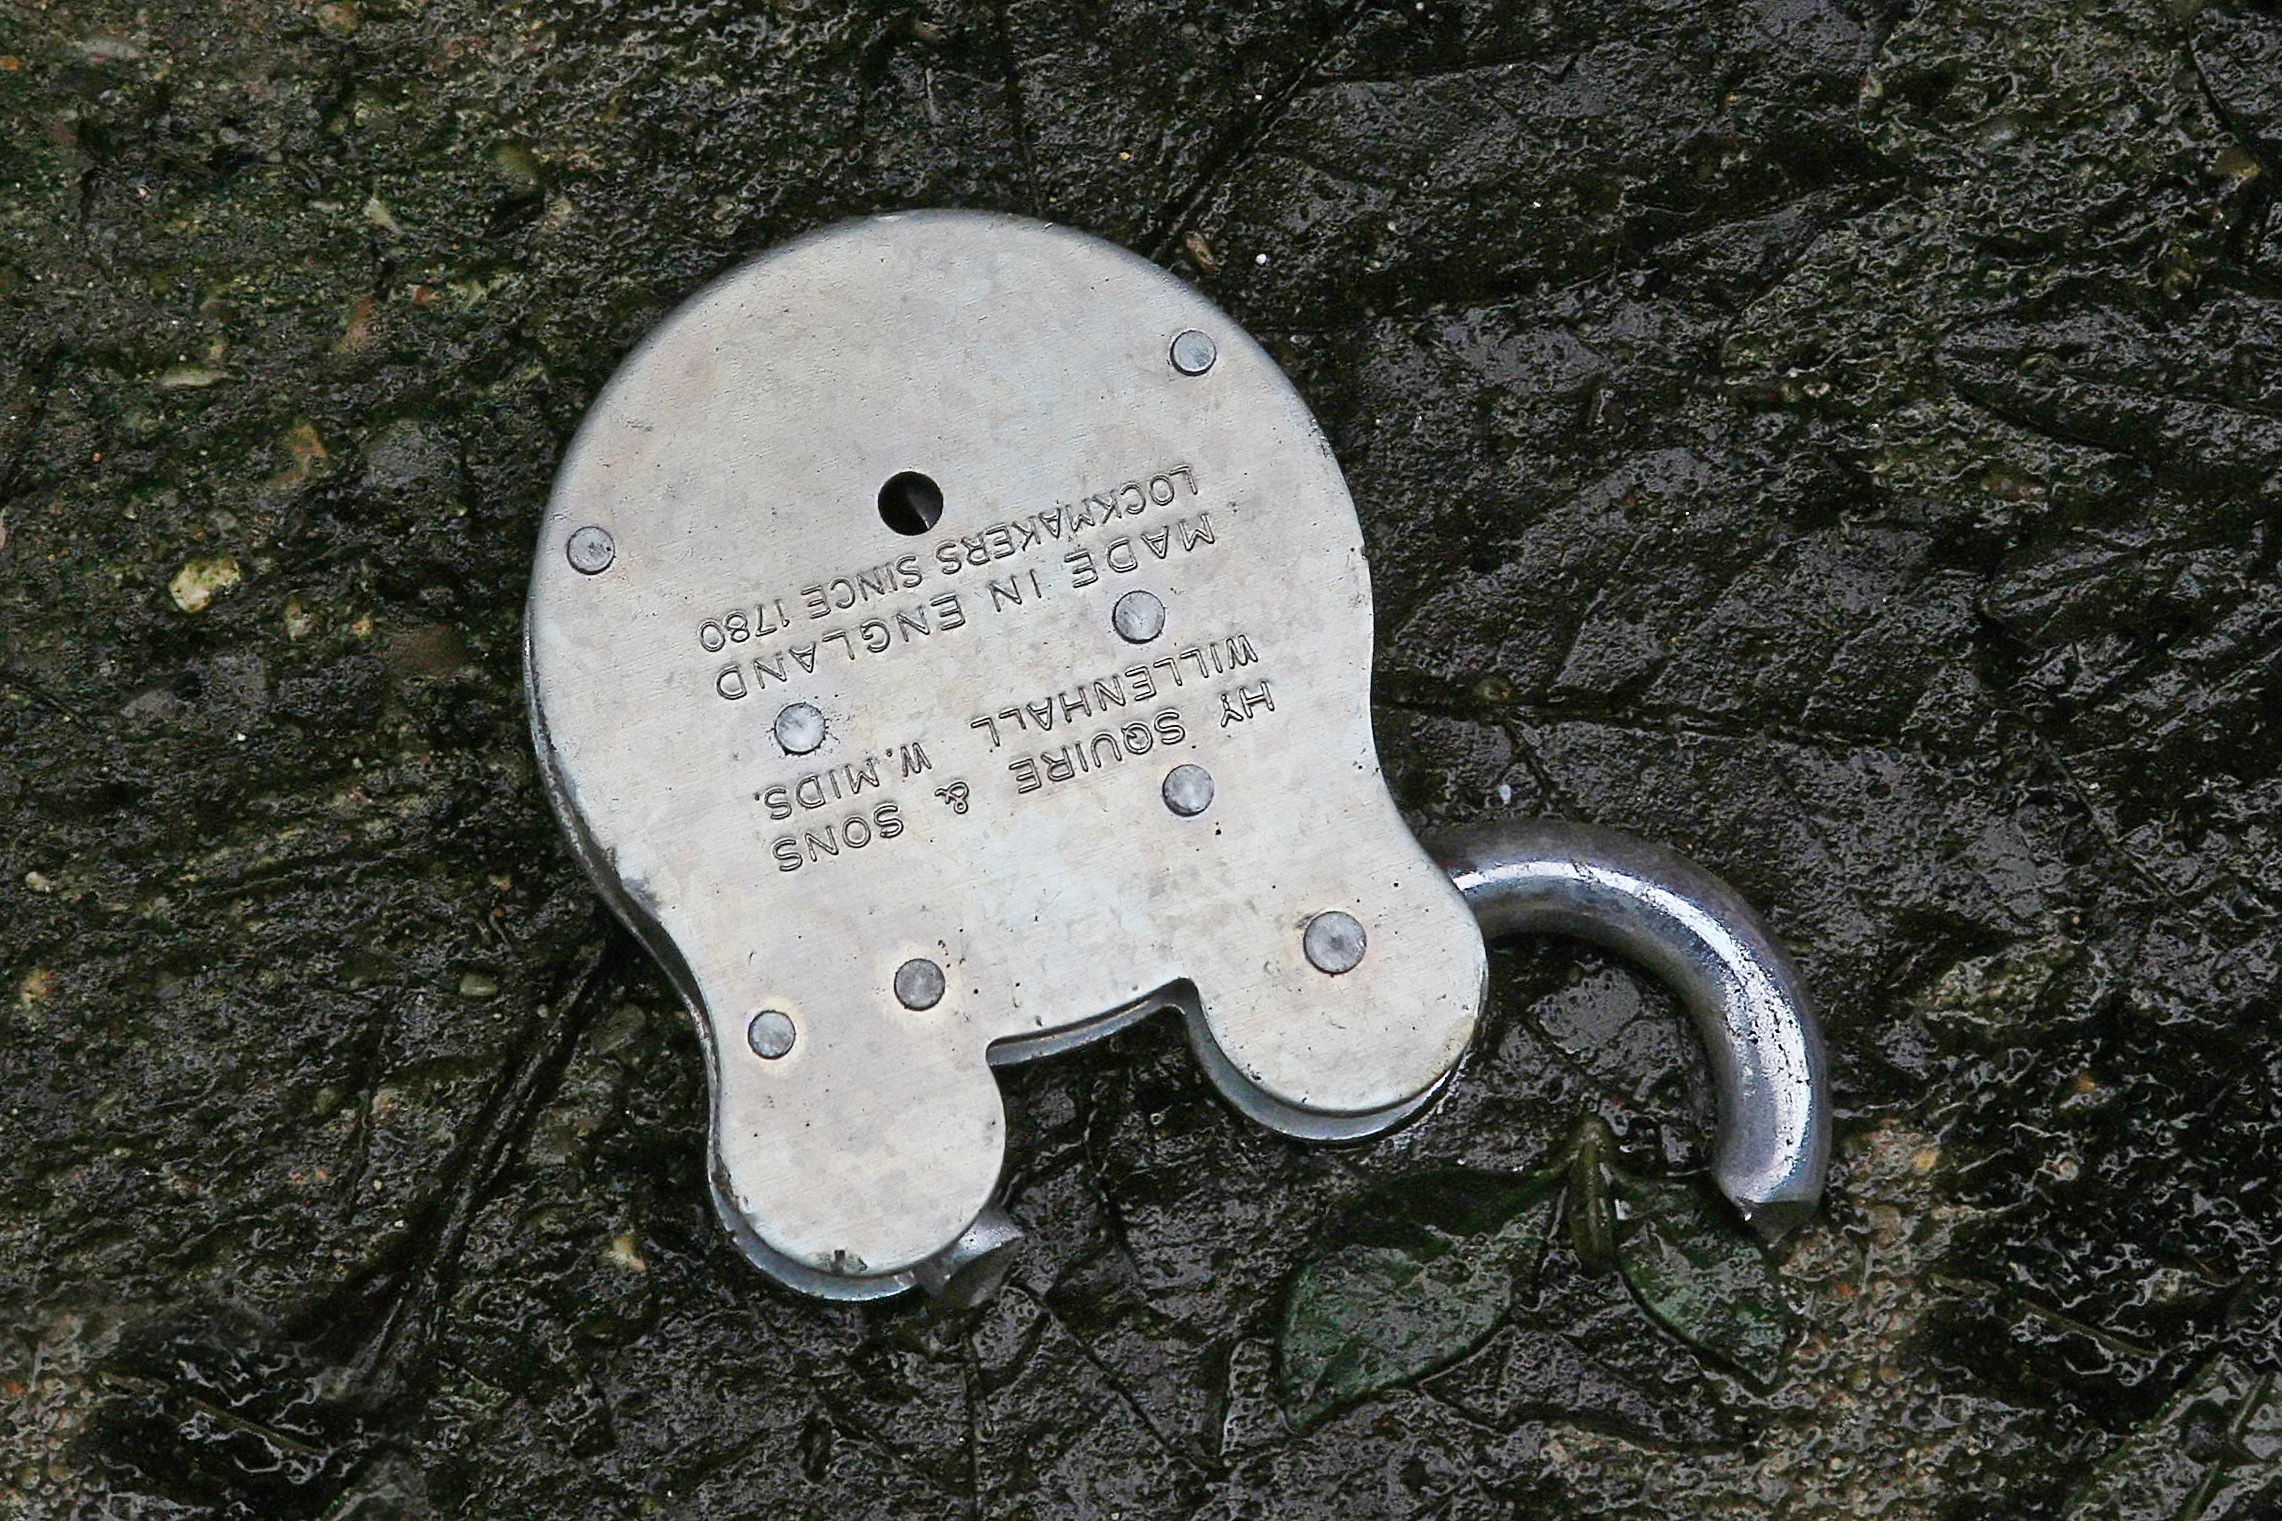 HY SQUIRE & SONS
WILLENHALL W. MIDS.
MADE IN ENGLAND
LOCKMAKERS SINCE 1780